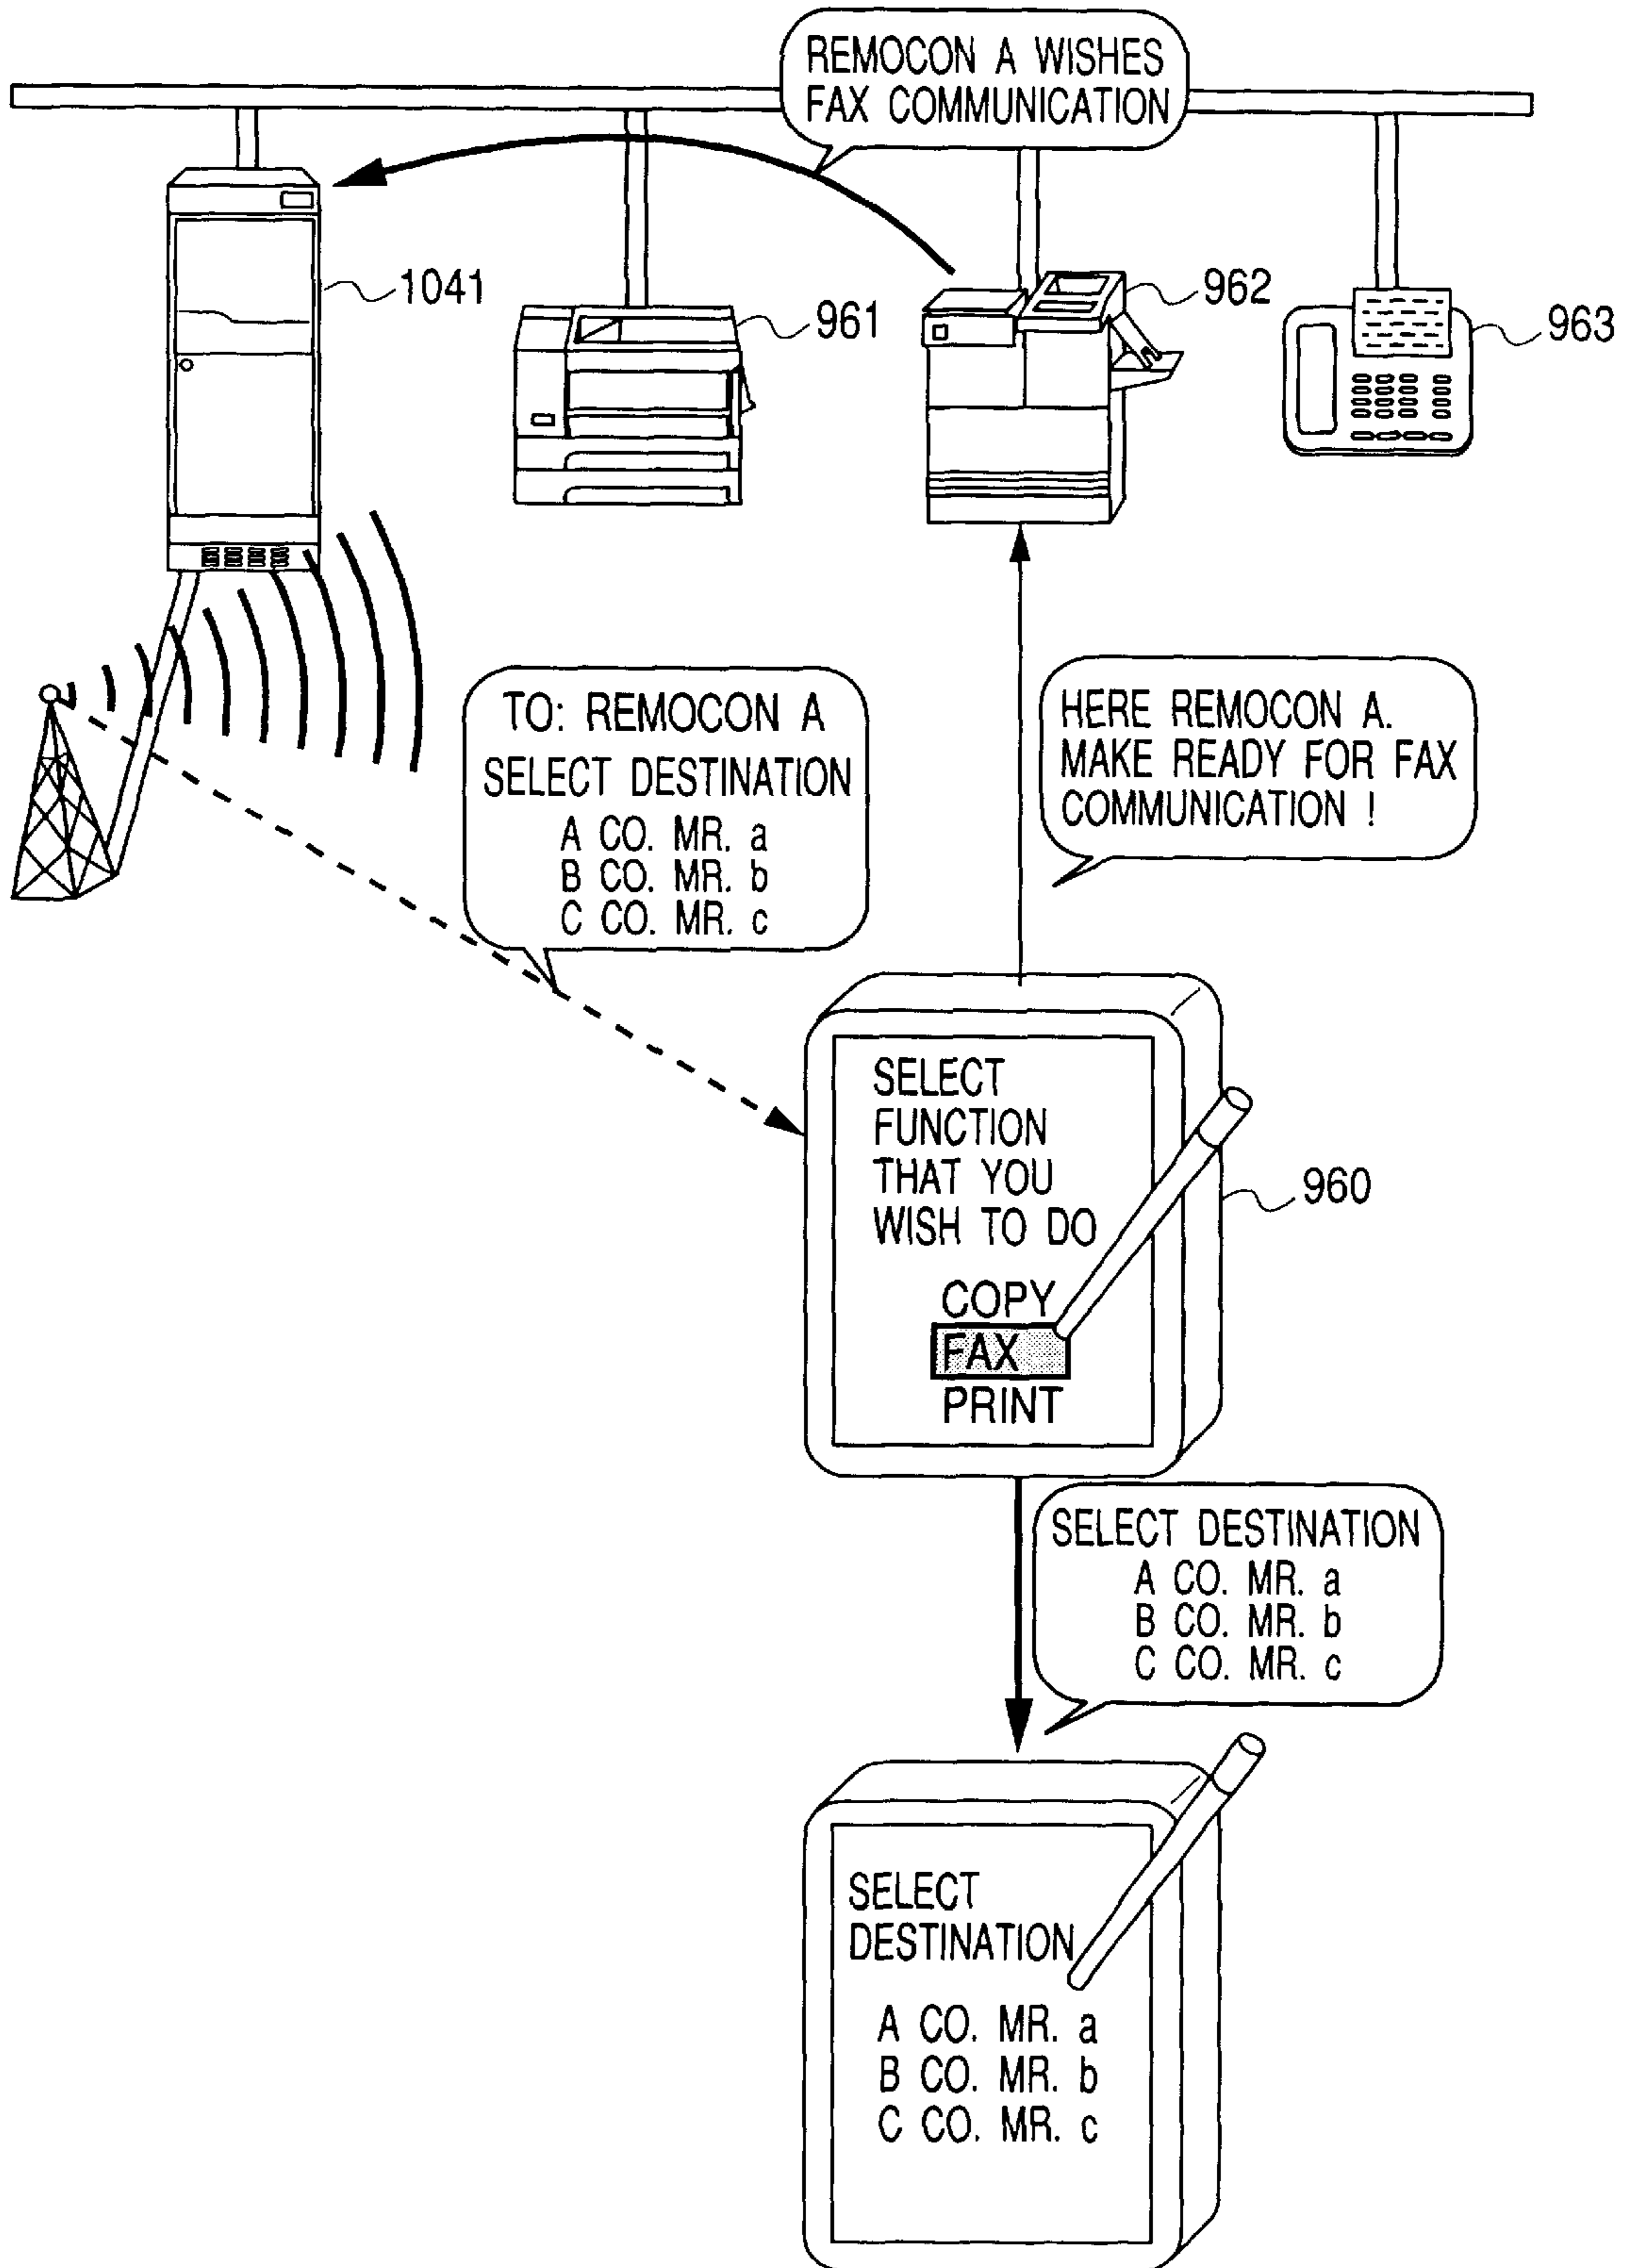 REMOCON A WISHES
FAX COMMUNICATION
1041
961
962
963
TO: REMOCON A
SELECT DESTINATION
A CO. MR. a
B CO. MR. b
C CO. MR. c
HERE REMOCON A.
MAKE READY FOR FAX
COMMUNICATION !
SELECT
FUNCTION
THAT YOU
WISH TO DO
COPY
FAX
PRINT
960
SELECT DESTINATION
A CO. MR. a
B CO. MR. b
C CO. MR. c
SELECT
DESTINATION
A CO. MR. a
B CO. MR. b
C CO. MR. c